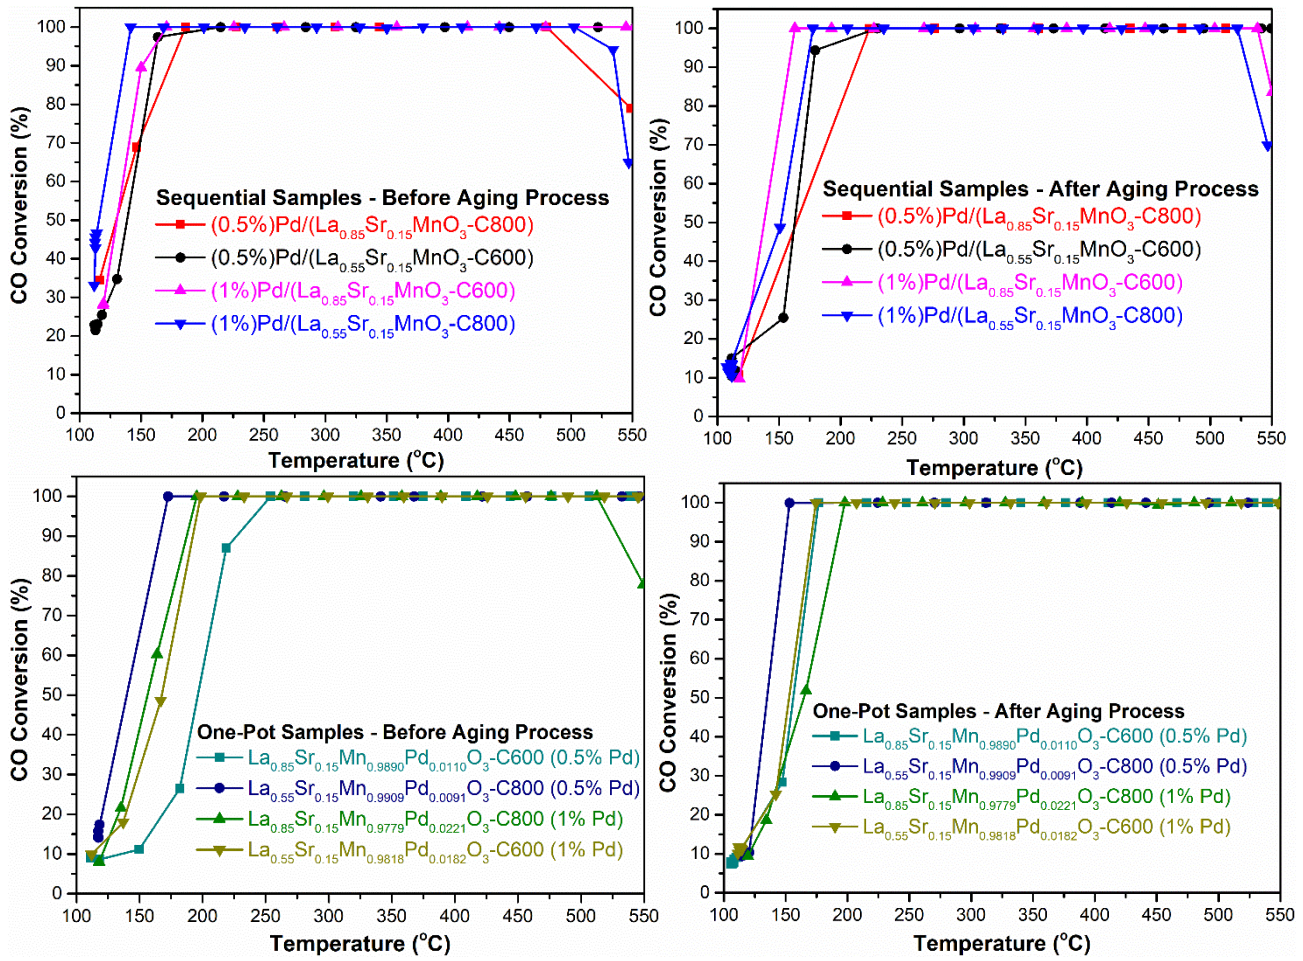 CO Conversion (%)
100
90
80
70
60
50
40
30
20
10
0
Sequential Samples - Before Aging Process
(0.5%)Pd/(La0.85Sr0.15MnO3-C800)
(0.5%)Pd/(La0.55Sr0.15MnO3-C600)
(1%)Pd/(La0.85Sr0.15MnO3-C600)
(1%)Pd/(La0.55Sr0.15MnO3-C800)
100 150 200 250 300 350 400 450 500 550
Temperature (oC)
CO Conversion (%)
100
90
80
70
60
50
40
30
20
10
0
Sequential Samples - After Aging Process
(0.5%)Pd/(La0.85Sr0.15MnO3-C800)
(0.5%)Pd/(La0.55Sr0.15MnO3-C600)
(1%)Pd/(La0.85Sr0.15MnO3-C600)
(1%)Pd/(La0.55Sr0.15MnO3-C800)
100 150 200 250 300 350 400 450 500 550
Temperature (oC)
CO Conversion (%)
100
90
80
70
60
50
40
30
20
10
0
One-Pot Samples - Before Aging Process
La0.85Sr0.15Mn0.9890Pd0.0110O3-C600 (0.5% Pd)
La0.55Sr0.15Mn0.9909Pd0.0091O3-C800 (0.5% Pd)
La0.85Sr0.15Mn0.9779Pd0.0221O3-C800 (1% Pd)
La0.55Sr0.15Mn0.9818Pd0.0182O3-C600 (1% Pd)
100 150 200 250 300 350 400 450 500 550
Temperature (oC)
CO Conversion (%)
100
90
80
70
60
50
40
30
20
10
0
One-Pot Samples - After Aging Process
La0.85Sr0.15Mn0.9890Pd0.0110O3-C600 (0.5% Pd)
La0.55Sr0.15Mn0.9909Pd0.0091O3-C800 (0.5% Pd)
La0.85Sr0.15Mn0.9779Pd0.0221O3-C800 (1% Pd)
La0.55Sr0.15Mn0.9818Pd0.0182O3-C600 (1% Pd)
100 150 200 250 300 350 400 450 500 550
Temperature (oC)